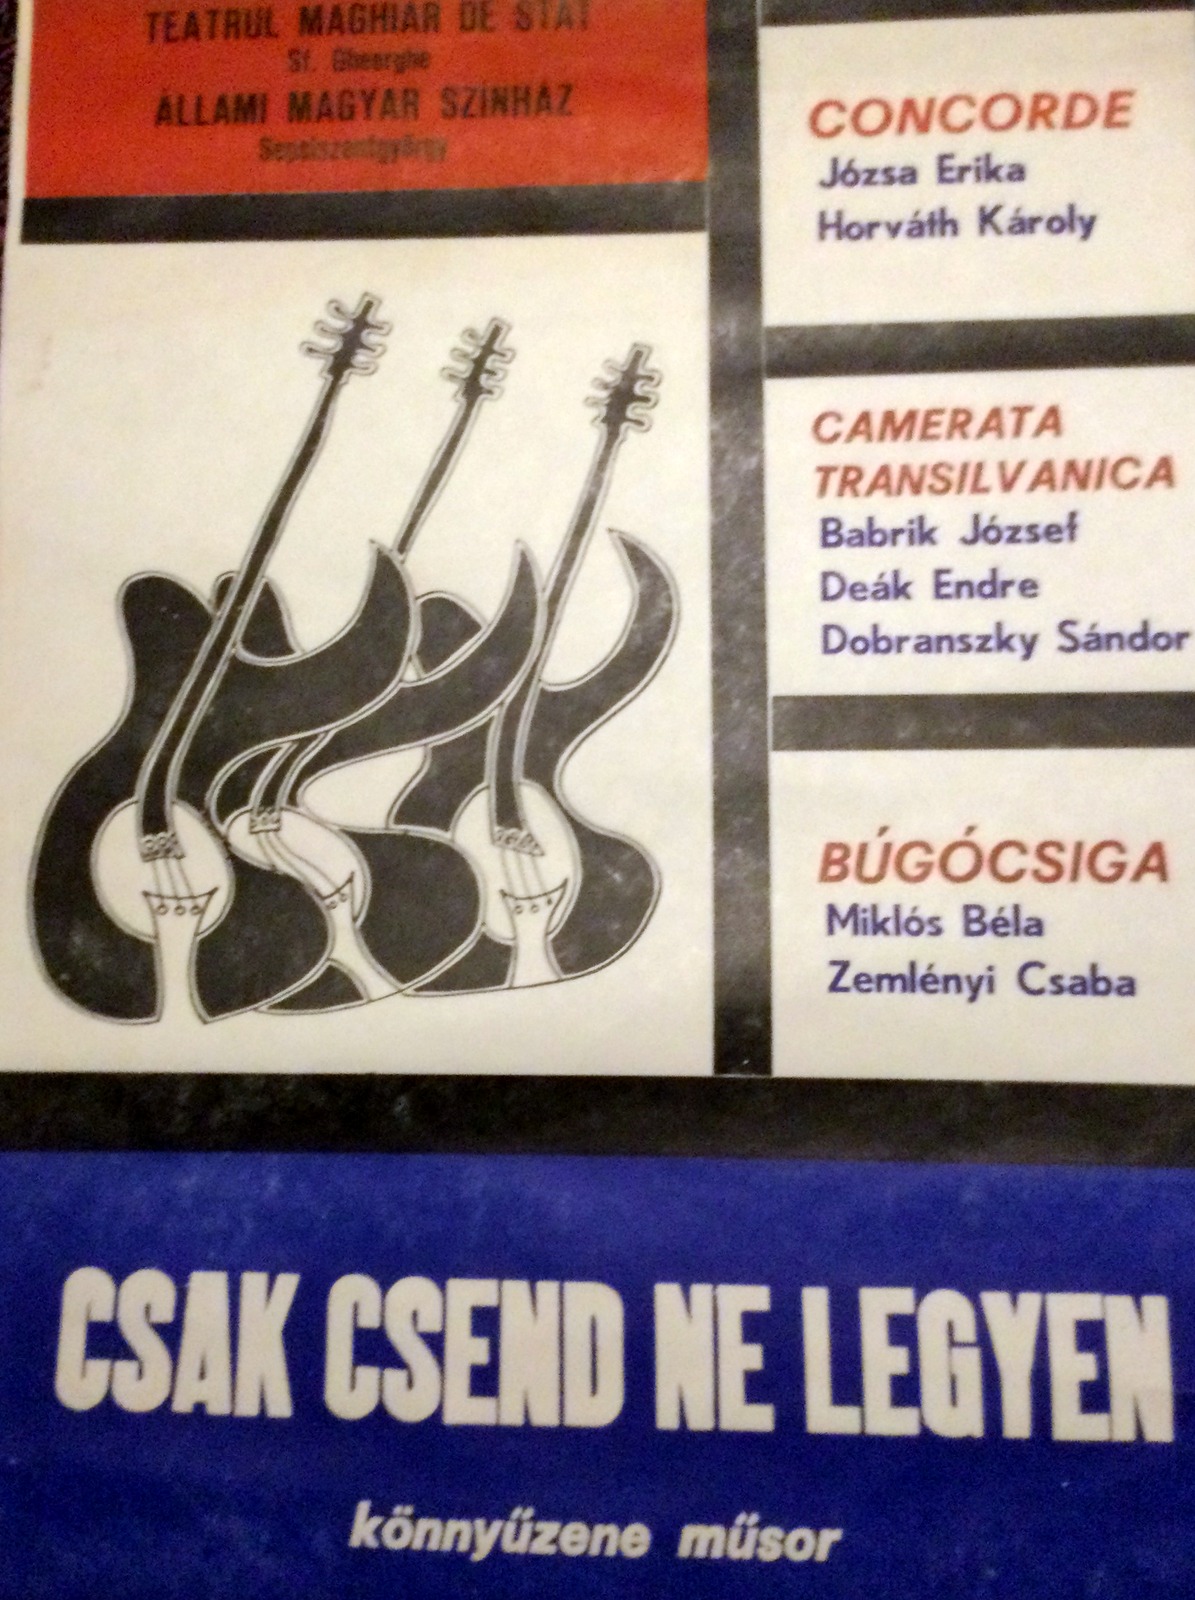 TEATRUL MAGHIAR DE STAT
Sf. Gheorghe
ÁLLAMI MAGYAR SZÍNHÁZ
Sepsiszentgyörgy
CONCORDE
Józsa Erika
Horváth Károly
CAMERATA
TRANSILVANICA
Babrik József
Deák Endre
Dobranszky Sándor
BÚGÓCSIGA
Miklós Béla
Zemlényi Csaba
CSAK CSEND NE LEGYEN
könnyűzene műsor